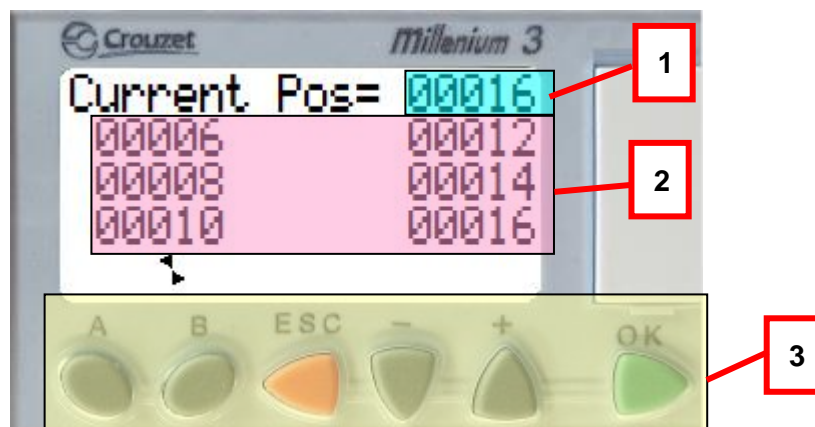 Crouzet Millenium 3
1
Current Pos= 00016
00006 00012
00008 00014
2
00010 00016
A B ESC - + OK
3